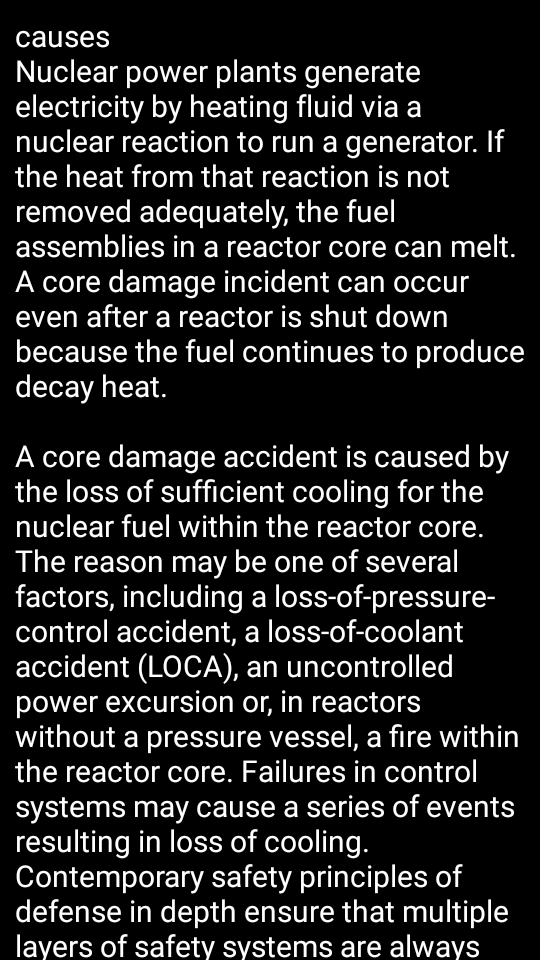 causes
Nuclear power plants generate
electricity by heating fluid via a
nuclear reaction to run a generator. If
the heat from that reaction is not
removed adequately, the fuel
assemblies in a reactor core can melt.
A core damage incident can occur
even after a reactor is shut down
because the fuel continues to produce
decay heat.

A core damage accident is caused by
the loss of sufficient cooling for the
nuclear fuel within the reactor core.
The reason may be one of several
factors, including a loss-of-pressure-
control accident, a loss-of-coolant
accident (LOCA), an uncontrolled
power excursion or, in reactors
without a pressure vessel, a fire within
the reactor core. Failures in control
systems may cause a series of events
resulting in loss of cooling.
Contemporary safety principles of
defense in depth ensure that multiple
layers of safety systems are always